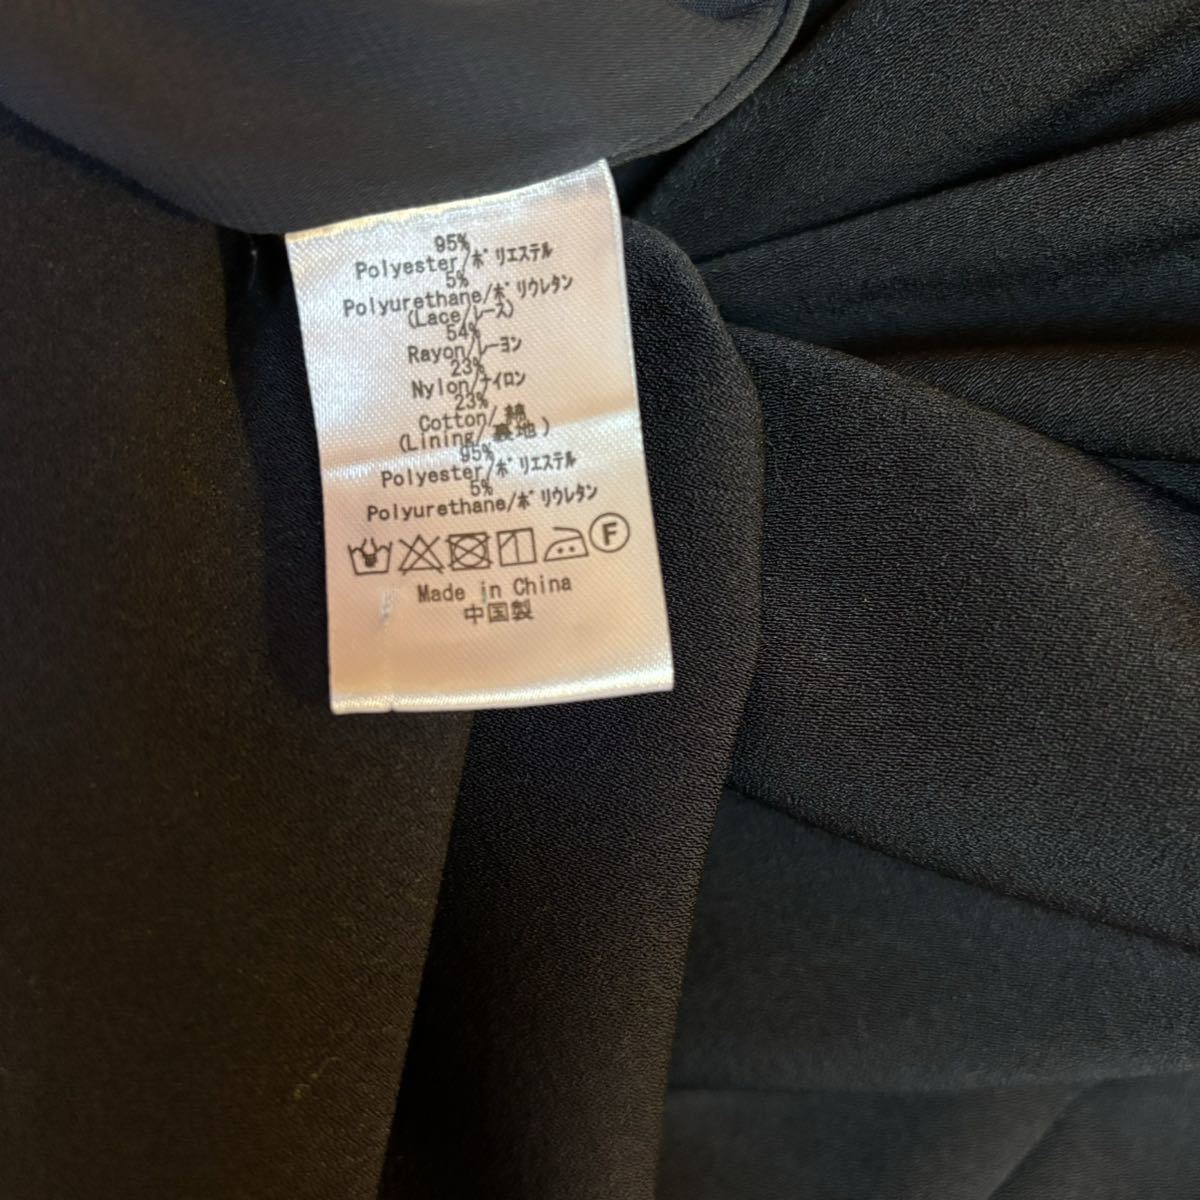 95%
Polyester/ポリエステル
5%
Polyurethane/ポリウレタン
(Lace/レース)
54%
Rayon/レーヨン
23%
Nylon/ナイロン
23%
Cotton/綿
(Lining/裏地)
95%
Polyester/ポリエステル
5%
Polyurethane/ポリウレタン
F
Made in China
中国製